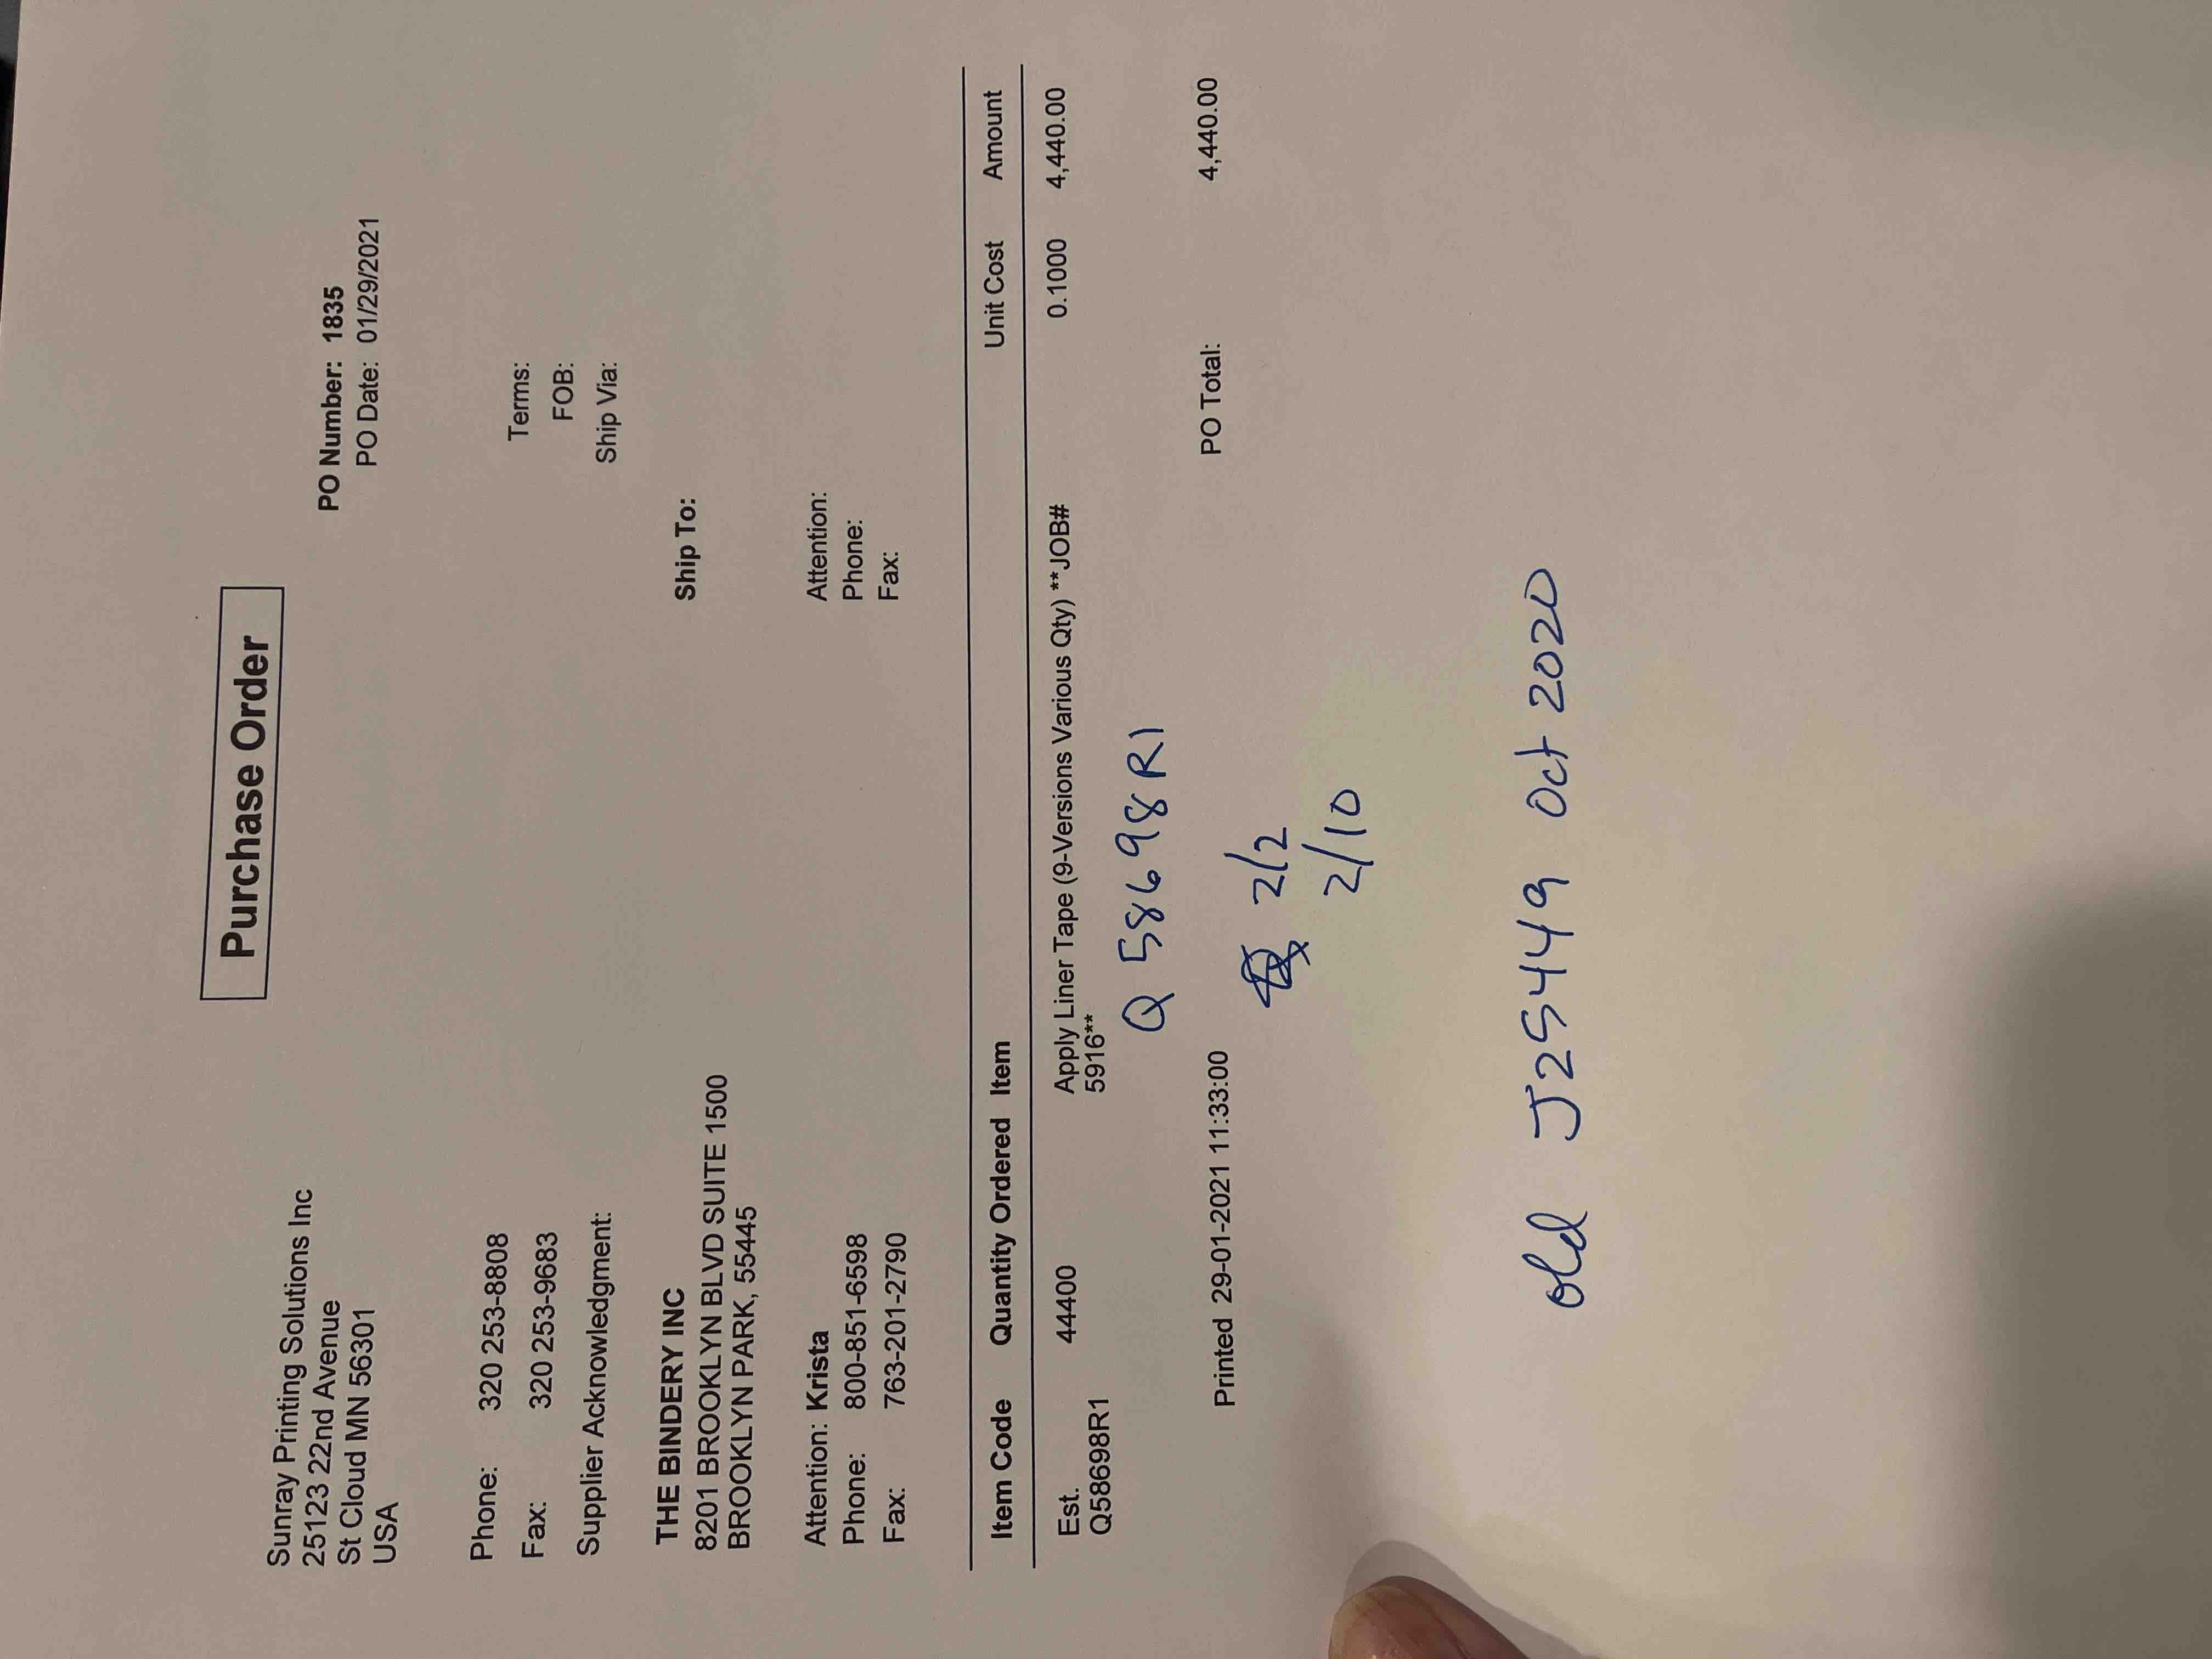 Purchase Order
Sunray Printing Solutions Inc
25123 22nd Avenue
St Cloud MN 56301
USA
PO Number: 1835
PO Date: 01/29/2021
Phone: 320 253-8808
Fax: 320 253-9683
Supplier Acknowledgment:
Terms:
FOB:
Ship Via:
THE BINDERY INC
8201 BROOKLYN BLVD SUITE 1500
BROOKLYN PARK, 55445
Ship To:
Attention: Krista
Phone: 800-851-6598
Fax: 763-201-2790
Attention:
Phone:
Fax:
Item Code Quantity Ordered Item Unit Cost Amount
Est. 44400 Apply Liner Tape (9-Versions Various Qty) **JOB# 0.1000 4,440.00
Q58698R1 5916**
Q 58698 R1
Printed 29-01-2021 11:33:00 PO Total: 4,440.00
2/2
2/10
old J25449 Oct 2020